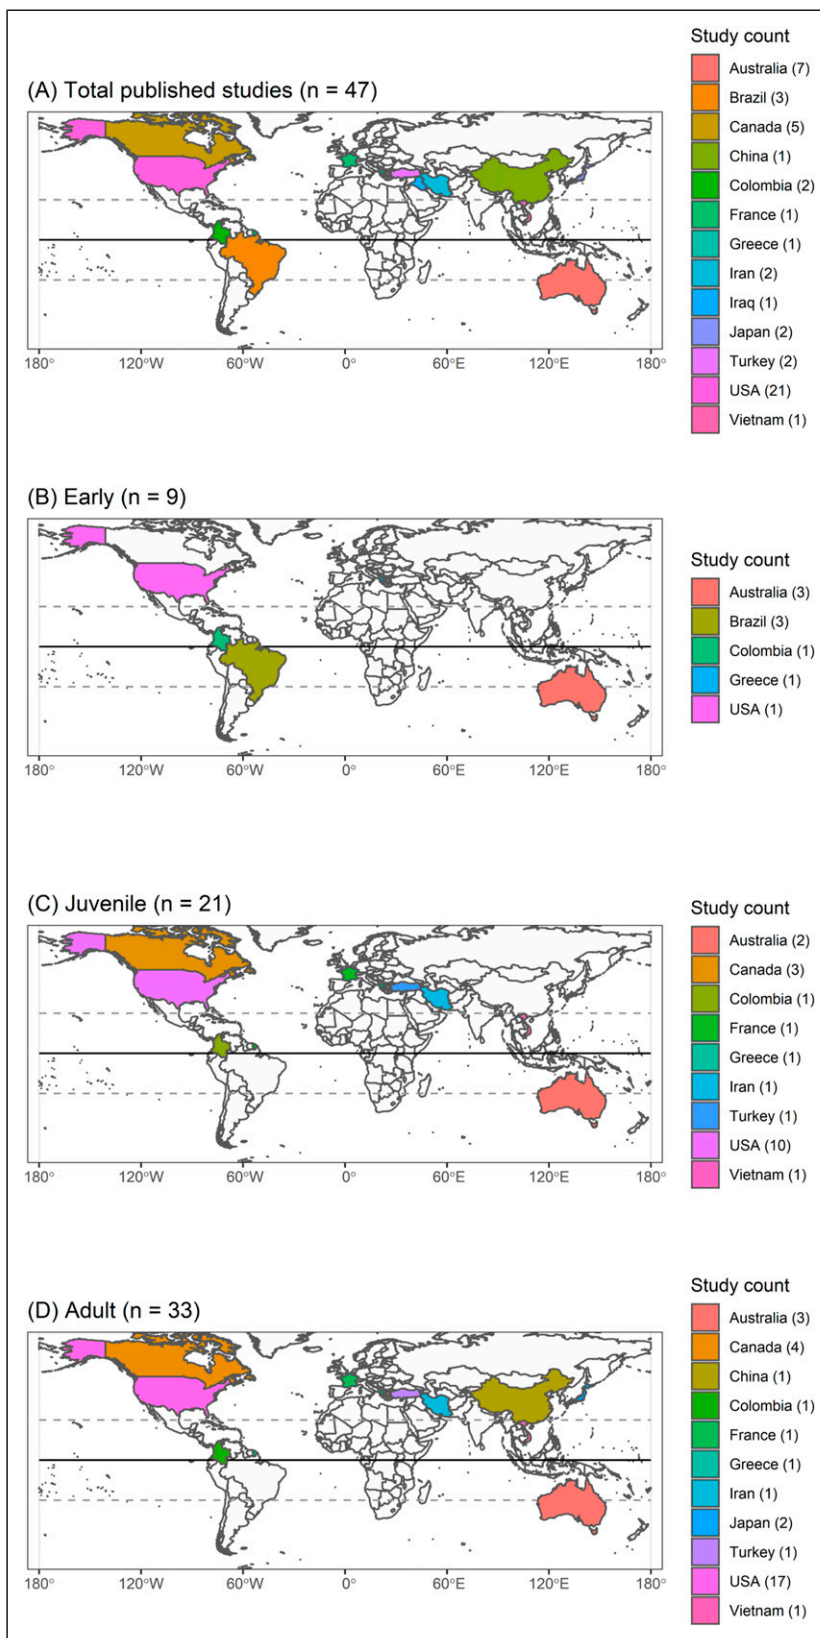 Study count
(A) Total published studies (n = 47)
Australia (7)
Brazil (3)
Canada (5)
China (1)
Colombia (2)
France (1)
Greece (1)
Iran (2)
Iraq (1)
Japan (2)
Turkey (2)
USA (21)
Vietnam (1)
180° 120°W 60°W 0° 60°E 120°E 180°
(B) Early (n = 9)
Study count
Australia (3)
Brazil (3)
Colombia (1)
Greece (1)
USA (1)
180° 120°W 60°W 0° 60°E 120°E 180°
(C) Juvenile (n = 21)
Study count
Australia (2)
Canada (3)
Colombia (1)
France (1)
Greece (1)
Iran (1)
Turkey (1)
USA (10)
Vietnam (1)
180° 120°W 60°W 0° 60°E 120°E 180°
Study count
(D) Adult (n = 33)
Australia (3)
Canada (4)
China (1)
Colombia (1)
France (1)
Greece (1)
Iran (1)
Japan (2)
Turkey (1)
USA (17)
Vietnam (1)
180° 120°W 60°W 0° 60°E 120°E 180°